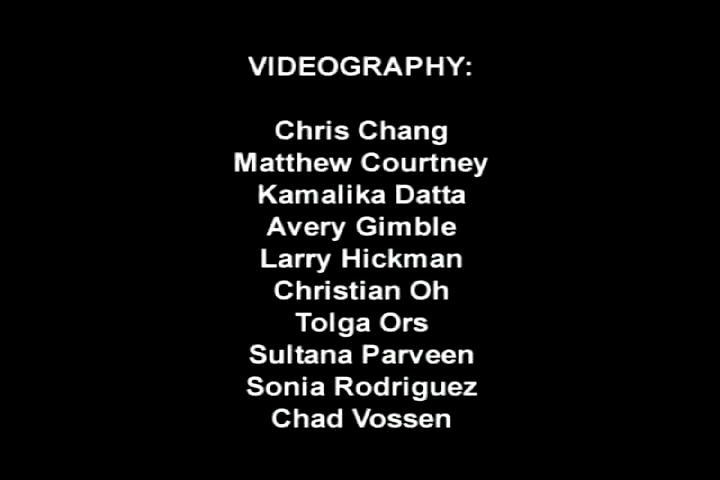 VIDEOGRAPHY:
Chris Chang
Matthew Courtney
Kamalika Datta
Avery Gimble
Larry Hickman
Christian Oh
Tolga Ors
Sultana Parveen
Sonia Rodriguez
Chad Vossen